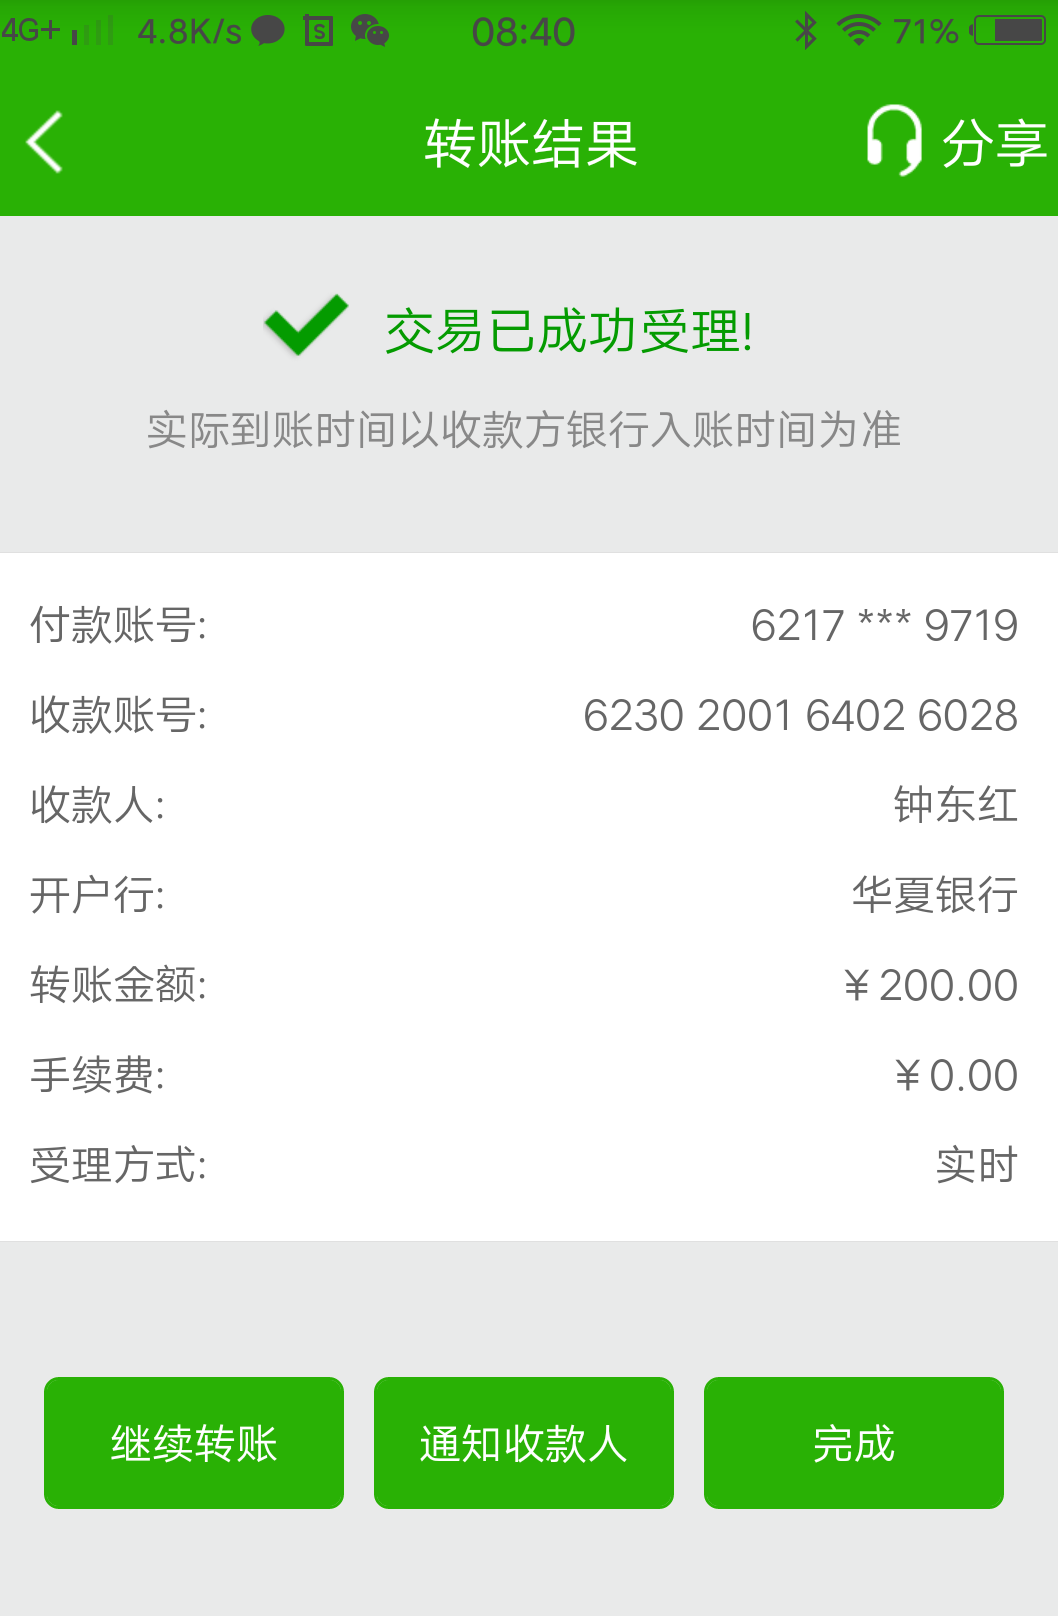 4G+ 4.8K/s S 08:40 71%
转账结果 分享
交易已成功受理!
实际到账时间以收款方银行入账时间为准
付款账号: 6217 *** 9719
收款账号: 6230 2001 6402 6028
收款人: 钟东红
开户行: 华夏银行
转账金额: ¥200.00
手续费: ¥0.00
受理方式: 实时
继续转账 通知收款人 完成